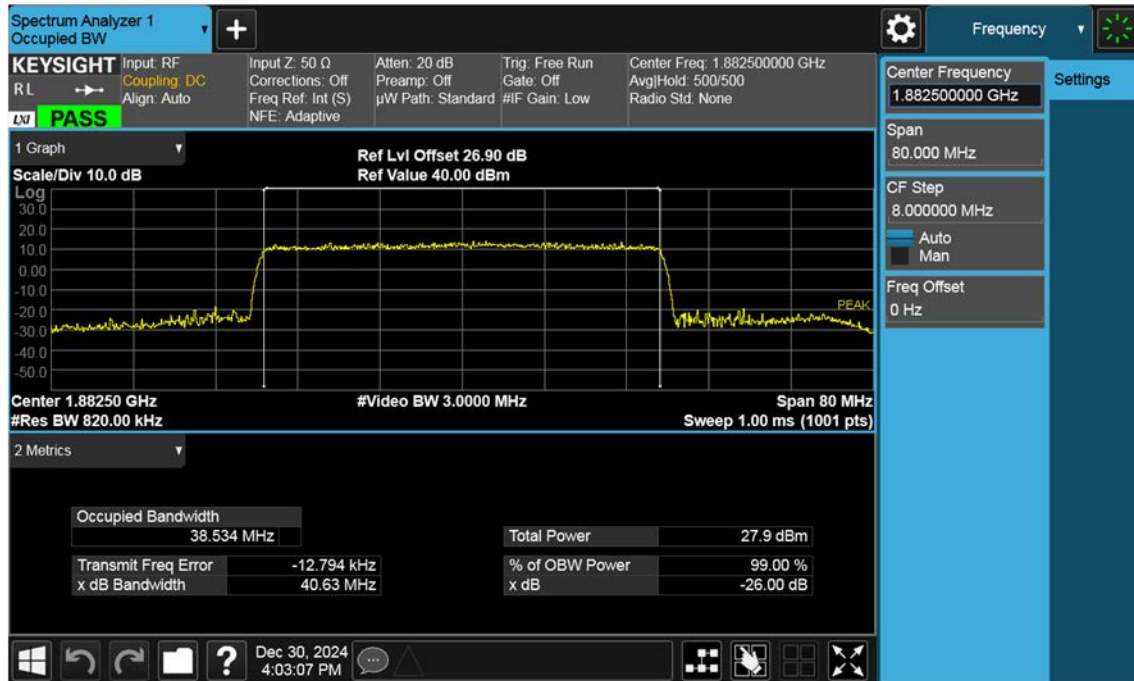 Spectrum Analyzer 1
Occupied BW
+
Frequency
KEYSIGHT
R L
LXI PASS
Input: RF
Coupling: DC
Align: Auto
Input Z: 50 Ω
Corrections: Off
Freq Ref: Int (S)
NFE: Adaptive
Atten: 20 dB
Preamp: Off
µW Path: Standard
Trig: Free Run
Gate: Off
#IF Gain: Low
Center Freq: 1.882500000 GHz
Avg|Hold: 500/500
Radio Std: None
Center Frequency
1.882500000 GHz
Settings
Span
80.000 MHz
CF Step
8.000000 MHz
Auto
Man
Freq Offset
0 Hz
1 Graph
Scale/Div 10.0 dB
Ref Lvl Offset 26.90 dB
Ref Value 40.00 dBm
Log
30.0
20.0
10.0
0.00
-10.0
-20.0
-30.0
-40.0
-50.0
PEAK
Center 1.88250 GHz
#Video BW 3.0000 MHz
Span 80 MHz
#Res BW 820.00 kHz
Sweep 1.00 ms (1001 pts)
2 Metrics
Occupied Bandwidth
38.534 MHz
Total Power 27.9 dBm
Transmit Freq Error -12.794 kHz
% of OBW Power 99.00 %
x dB Bandwidth 40.63 MHz
x dB -26.00 dB
?
Dec 30, 2024
4:03:07 PM